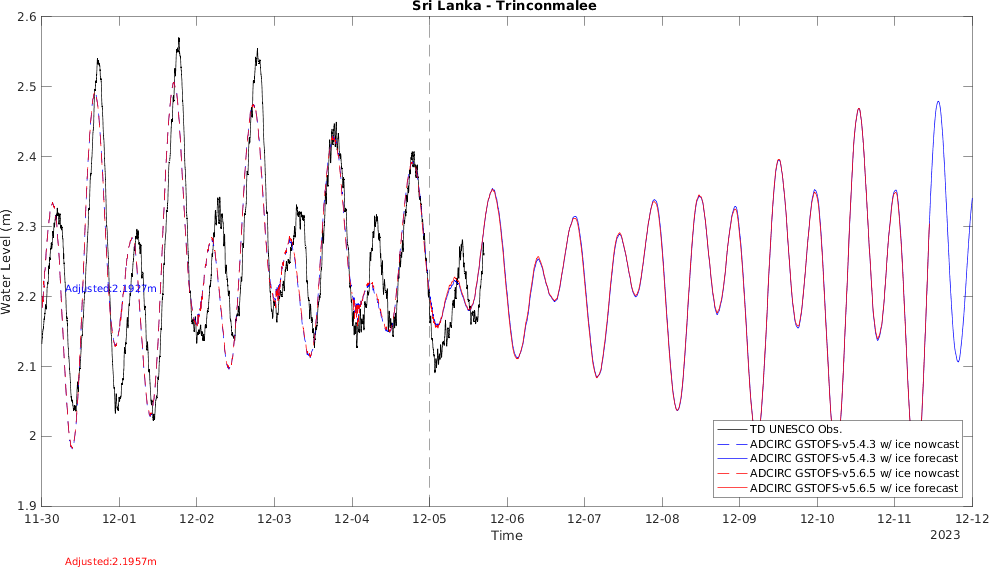 Sri Lanka - Trinconmalee
2.6
2.5
2.4
2.3
2.2
2.1
2
1.9
Water Level (m)
Adjusted:2.1927m
TD UNESCO Obs.
ADCIRC GSTOFS-v5.4.3 w/ ice nowcast
ADCIRC GSTOFS-v5.4.3 w/ ice forecast
ADCIRC GSTOFS-v5.6.5 w/ ice nowcast
ADCIRC GSTOFS-v5.6.5 w/ ice forecast
11-30 12-01 12-02 12-03 12-04 12-05 12-06 12-07 12-08 12-09 12-10 12-11 12-12
Time
2023
Adjusted:2.1957m